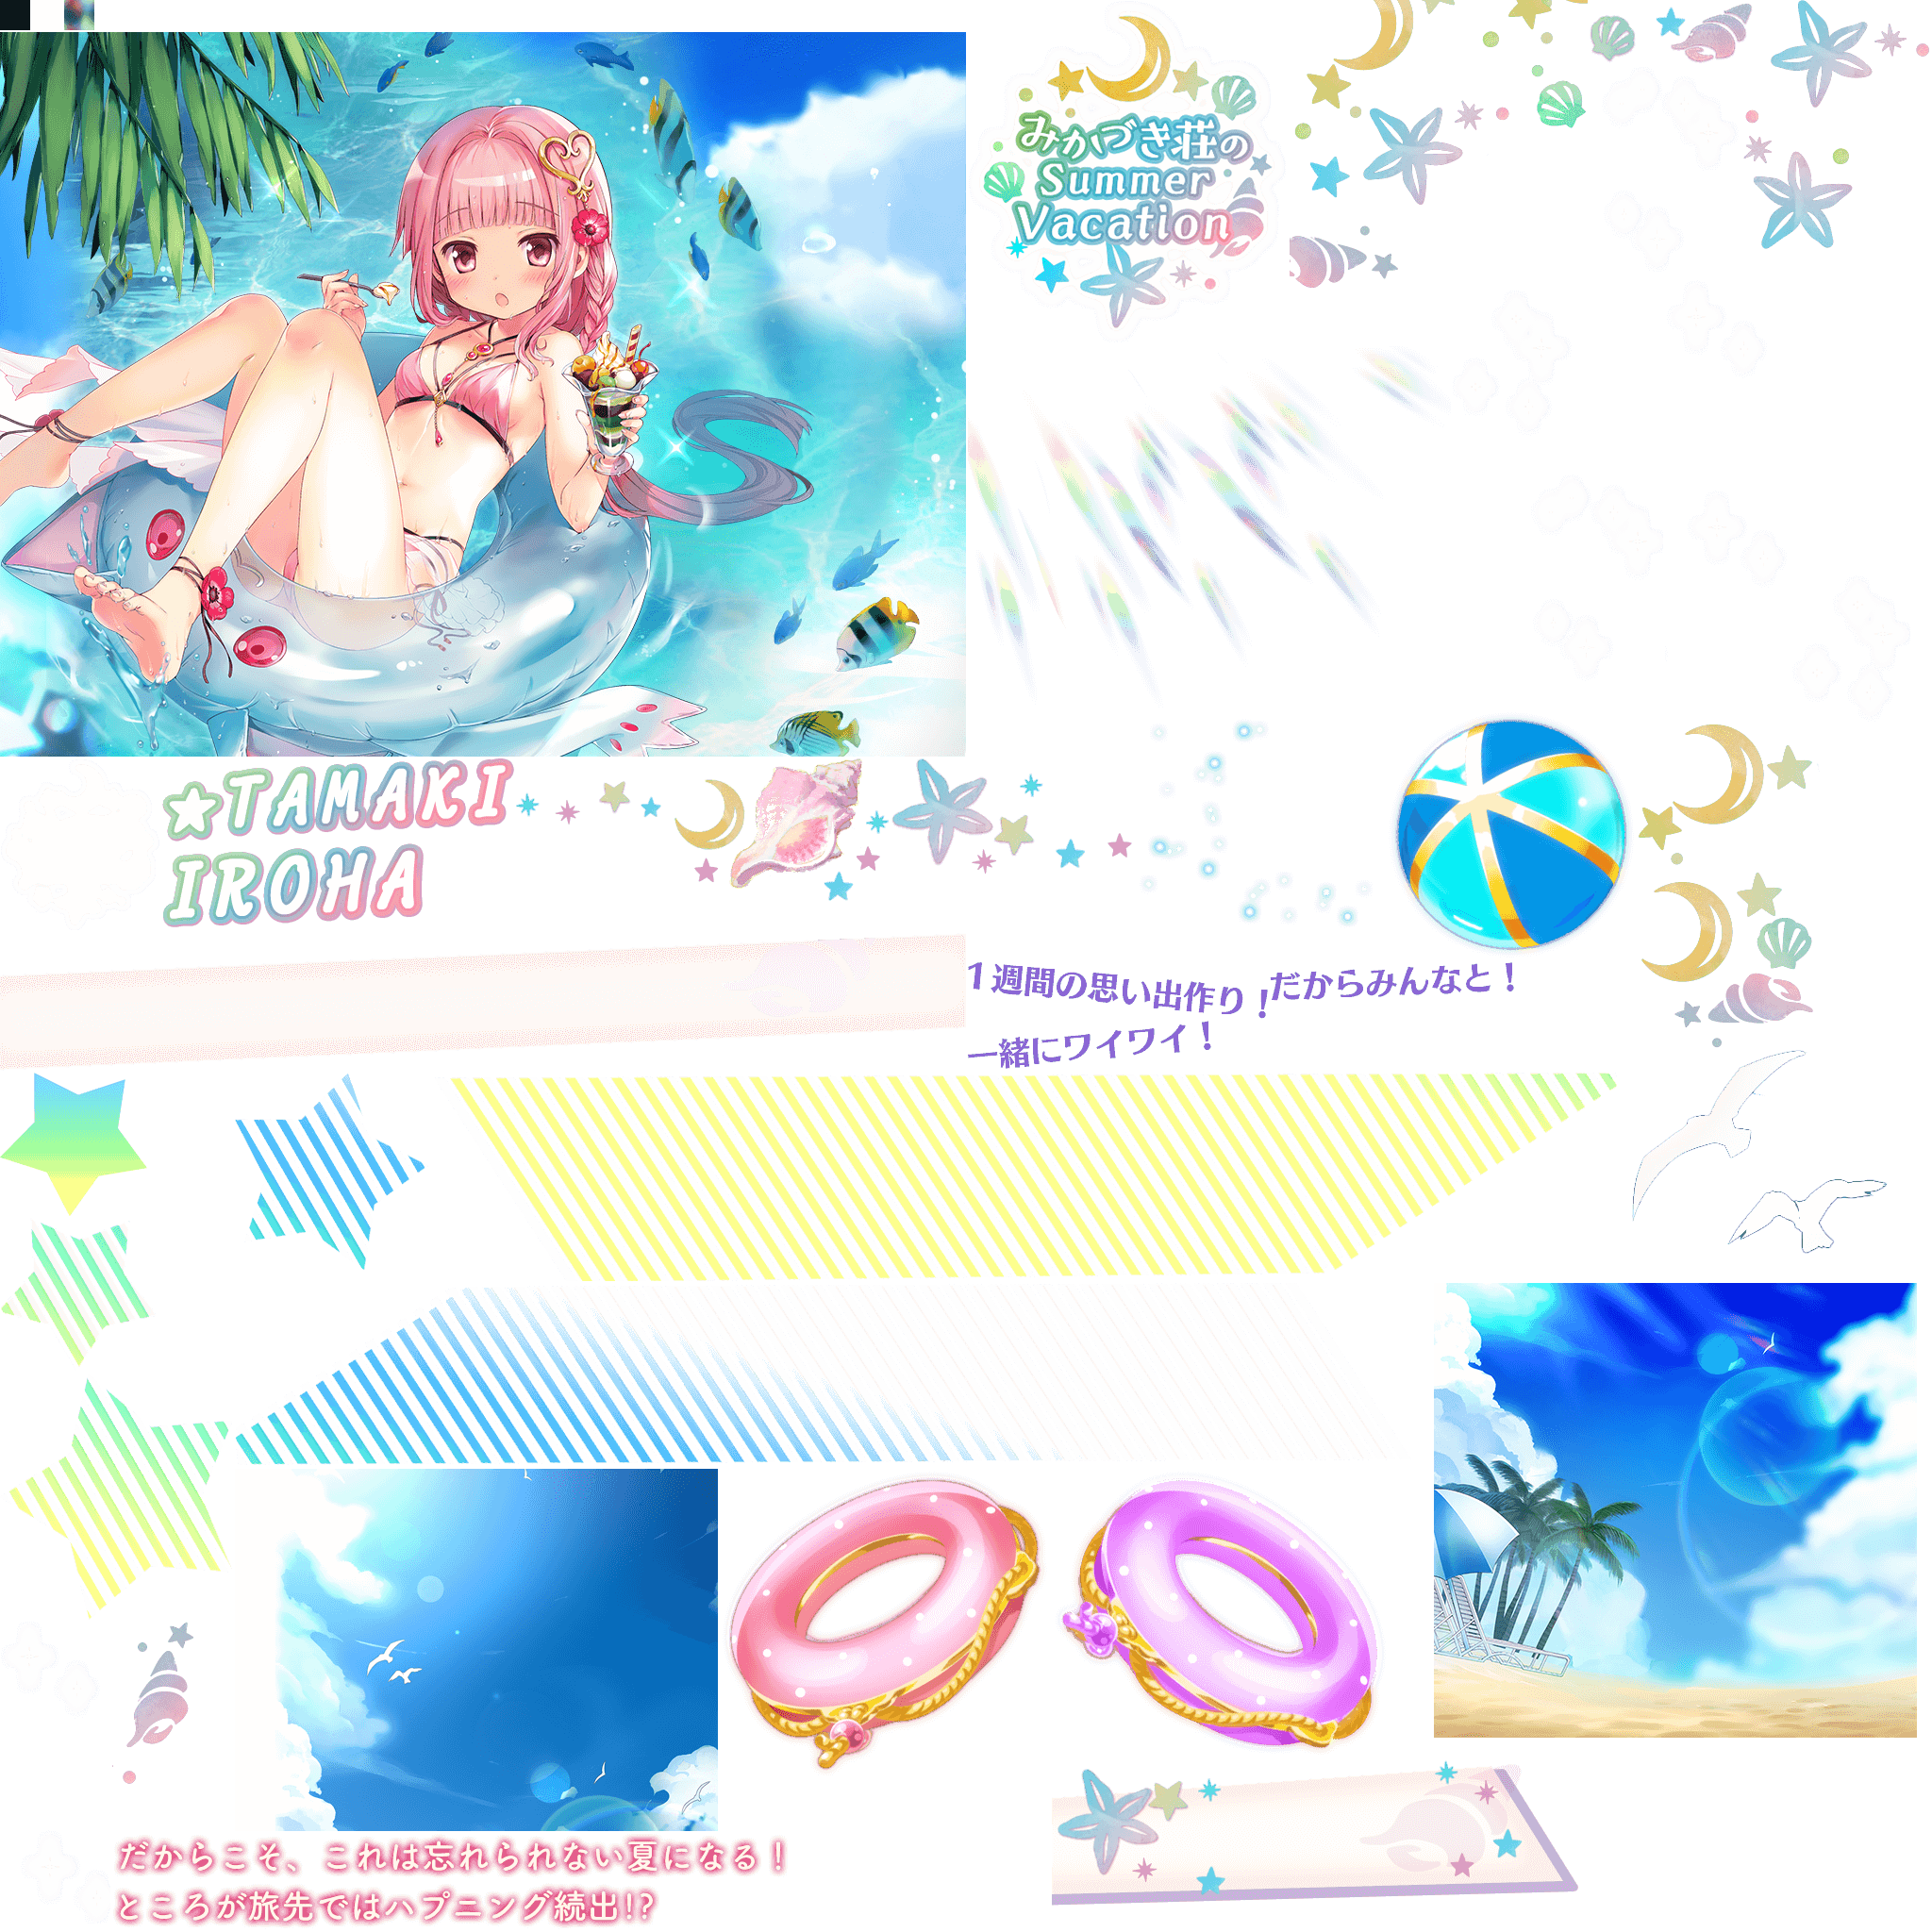 みかづき荘の
Summer
Vacation
★TAMAKI
IROHA
1週間の思い出作り！だからみんなと！
一緒にワイワイ！
だからこそ、これは忘れられない夏になる！
ところが旅先ではハプニング続出!?